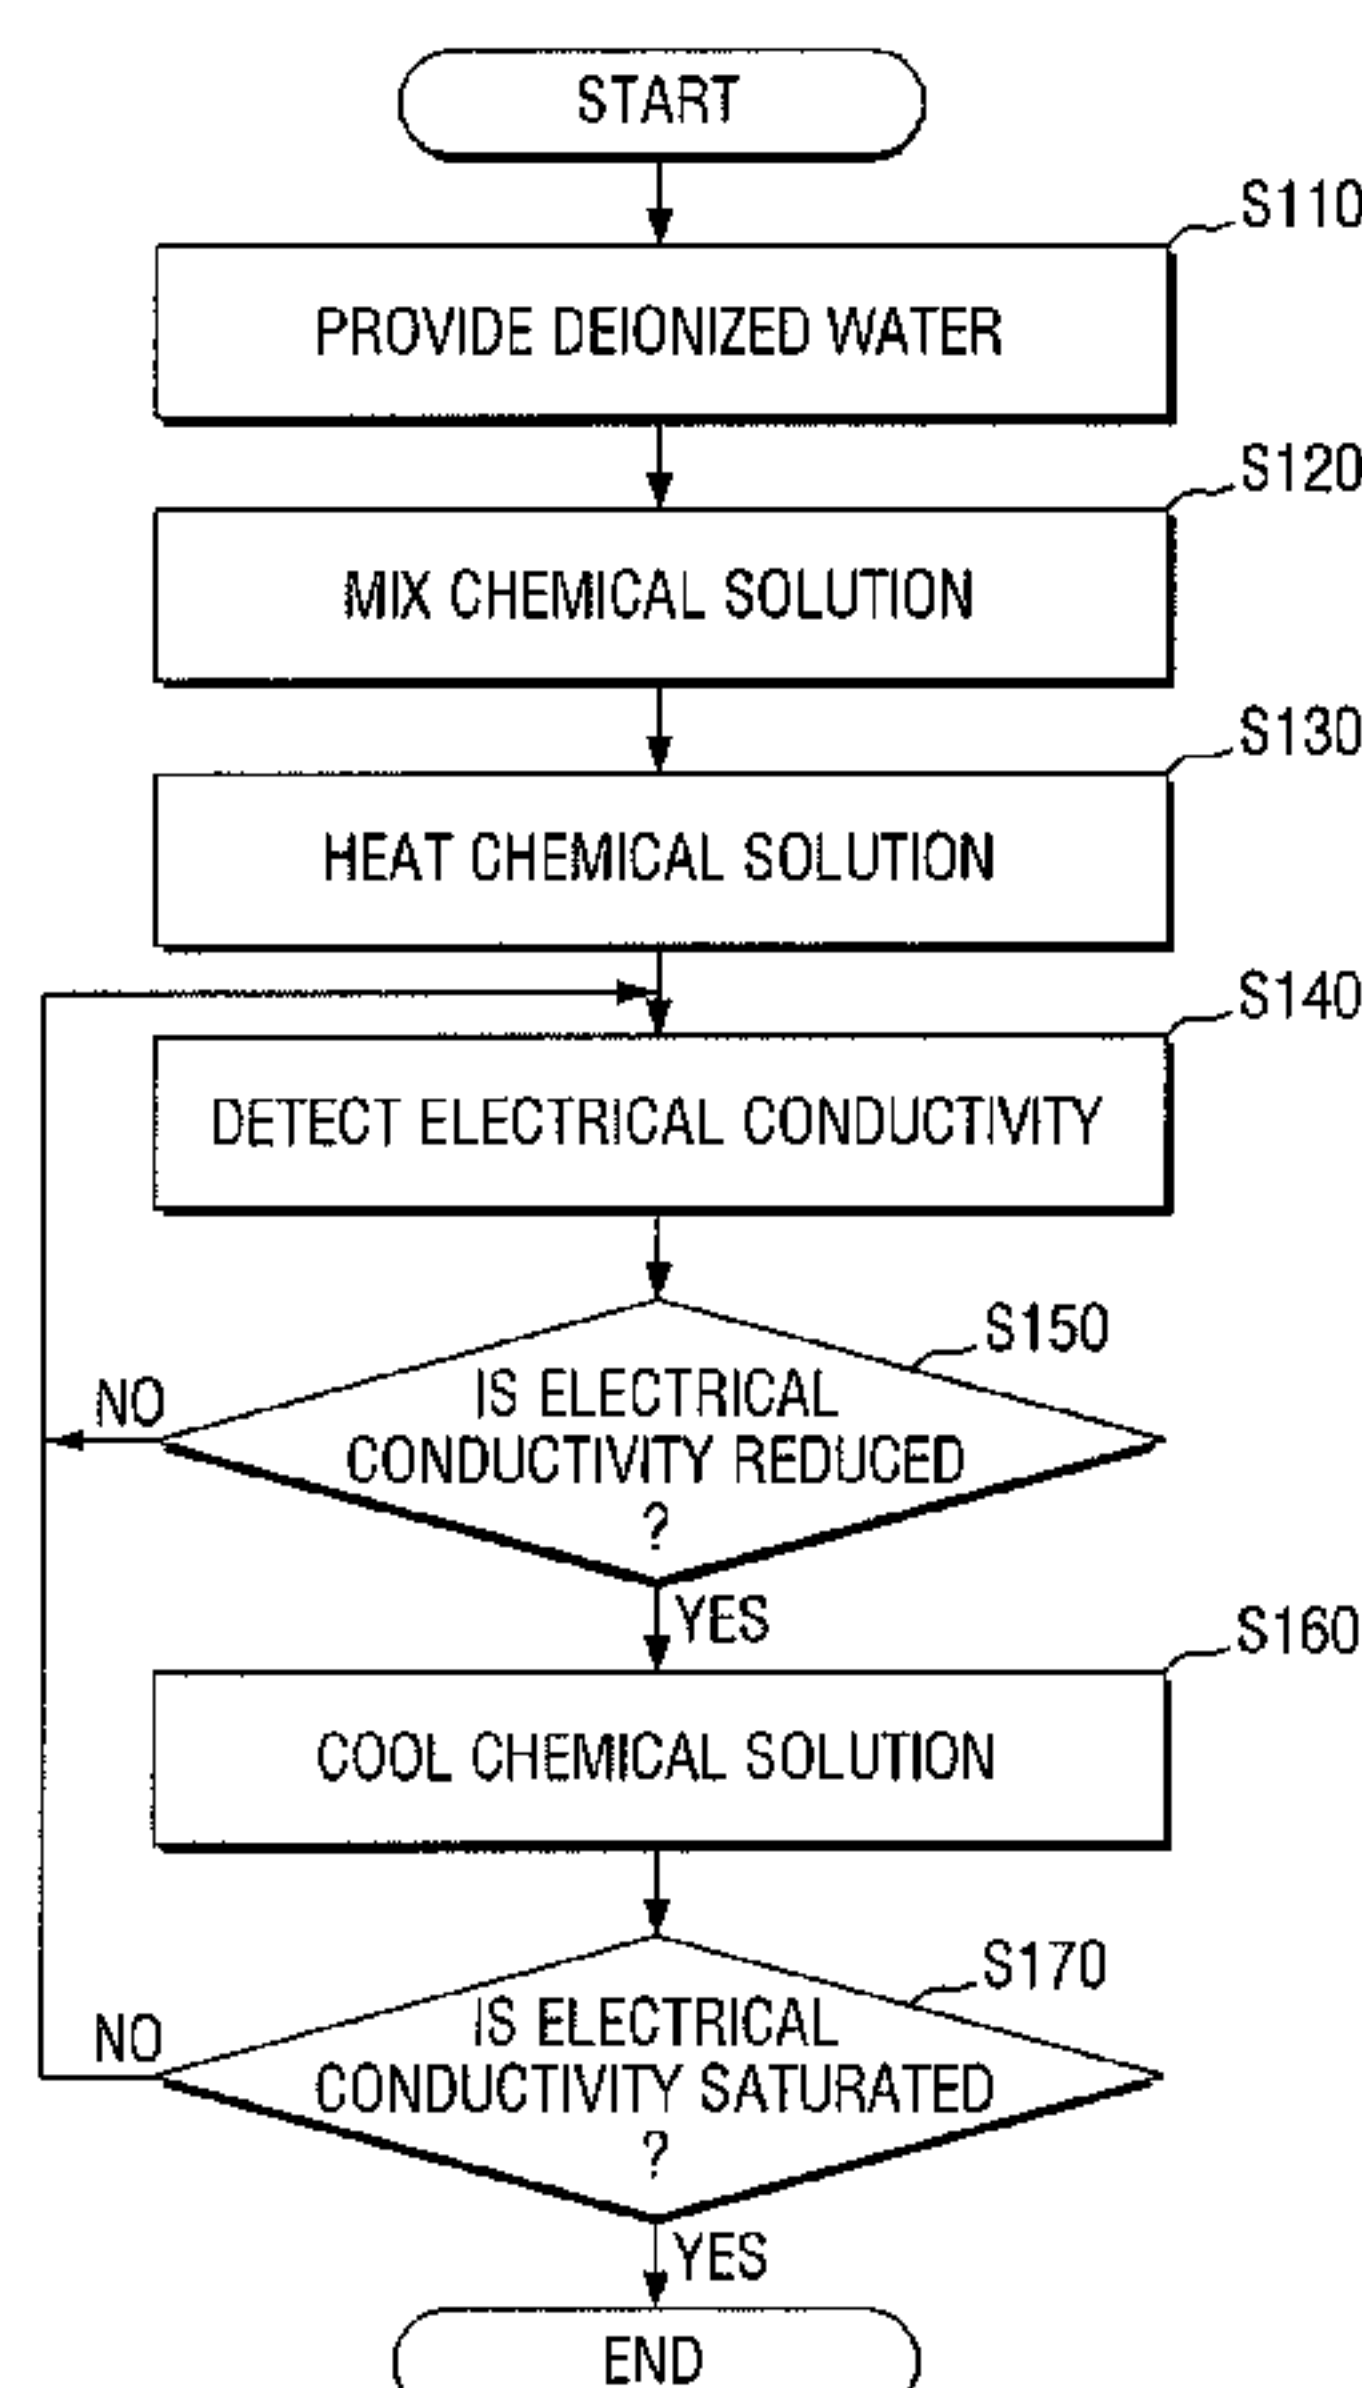 START
S110
PROVIDE DEIONIZED WATER
S120
MIX CHEMICAL SOLUTION
S130
HEAT CHEMICAL SOLUTION
S140
DETECT ELECTRICAL CONDUCTIVITY
S150
IS ELECTRICAL
CONDUCTIVITY REDUCED
?
NO
YES
S160
COOL CHEMICAL SOLUTION
S170
IS ELECTRICAL
CONDUCTIVITY SATURATED
?
NO
YES
END